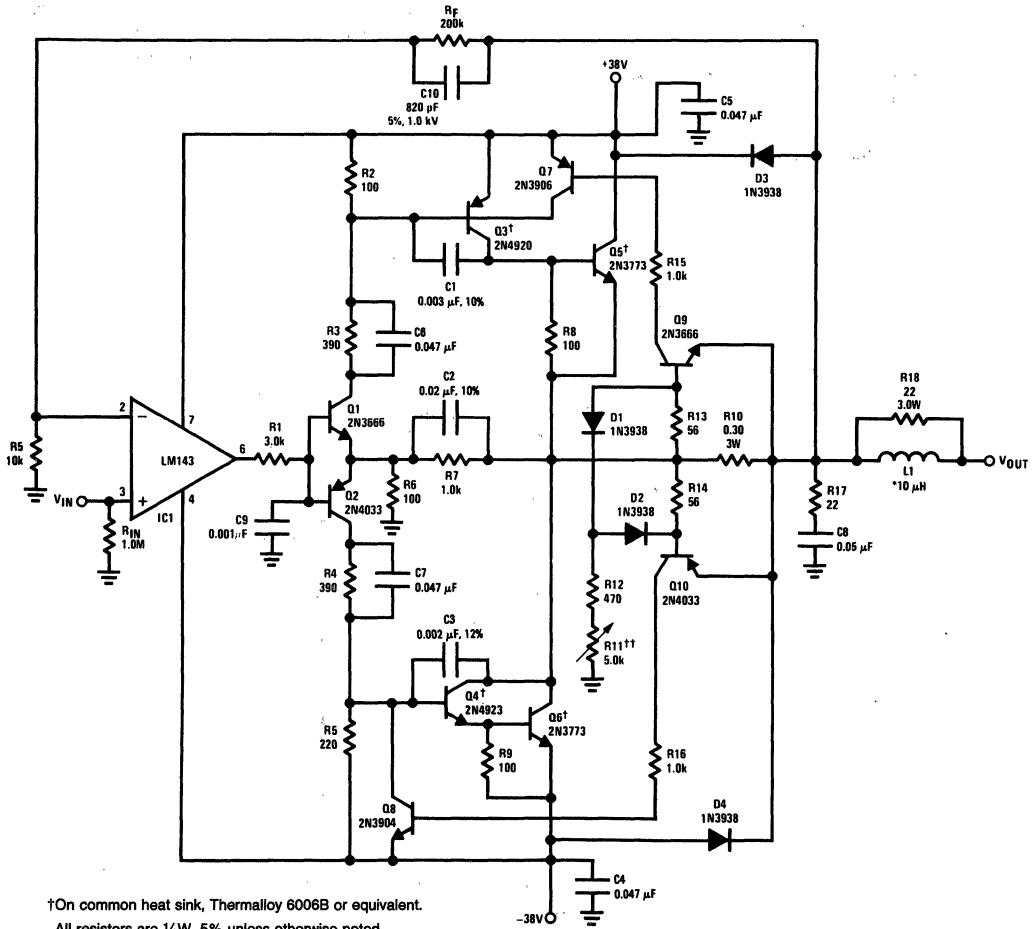 RF
200k
C10
820 pF
5%, 1.0 kV
+38V
C5
0.047 μF
R2
100
Q7
2N3906
D3
1N3938
Q3†
2N4920
Q5†
2N3773
R15
1.0k
C1
0.003 μF, 10%
R3
390
C6
0.047 μF
R8
100
Q9
2N3666
C2
0.02 μF, 10%
R18
22
3.0W
2
−
7
Q1
2N3666
D1
1N3938
R13
56
R10
0.30
3W
R5
10k
LM143
6
R1
3.0k
R7
1.0k
L1
*10 μH
VOUT
VIN
3
+
4
IC1
RIN
1.0M
Q2
2N4033
R6
100
D2
1N3938
R14
56
R17
22
C9
0.001μF
C8
0.05 μF
R4
390
C7
0.047 μF
R12
470
Q10
2N4033
C3
0.002 μF, 12%
R11††
5.0k
Q4†
2N4923
R5
220
Q6†
2N3773
R9
100
R16
1.0k
Q8
2N3904
D4
1N3938
C4
0.047 μF
−38V
†On common heat sink, Thermalloy 6006B or equivalent.
All resistors are ½W, 5% unless otherwise noted